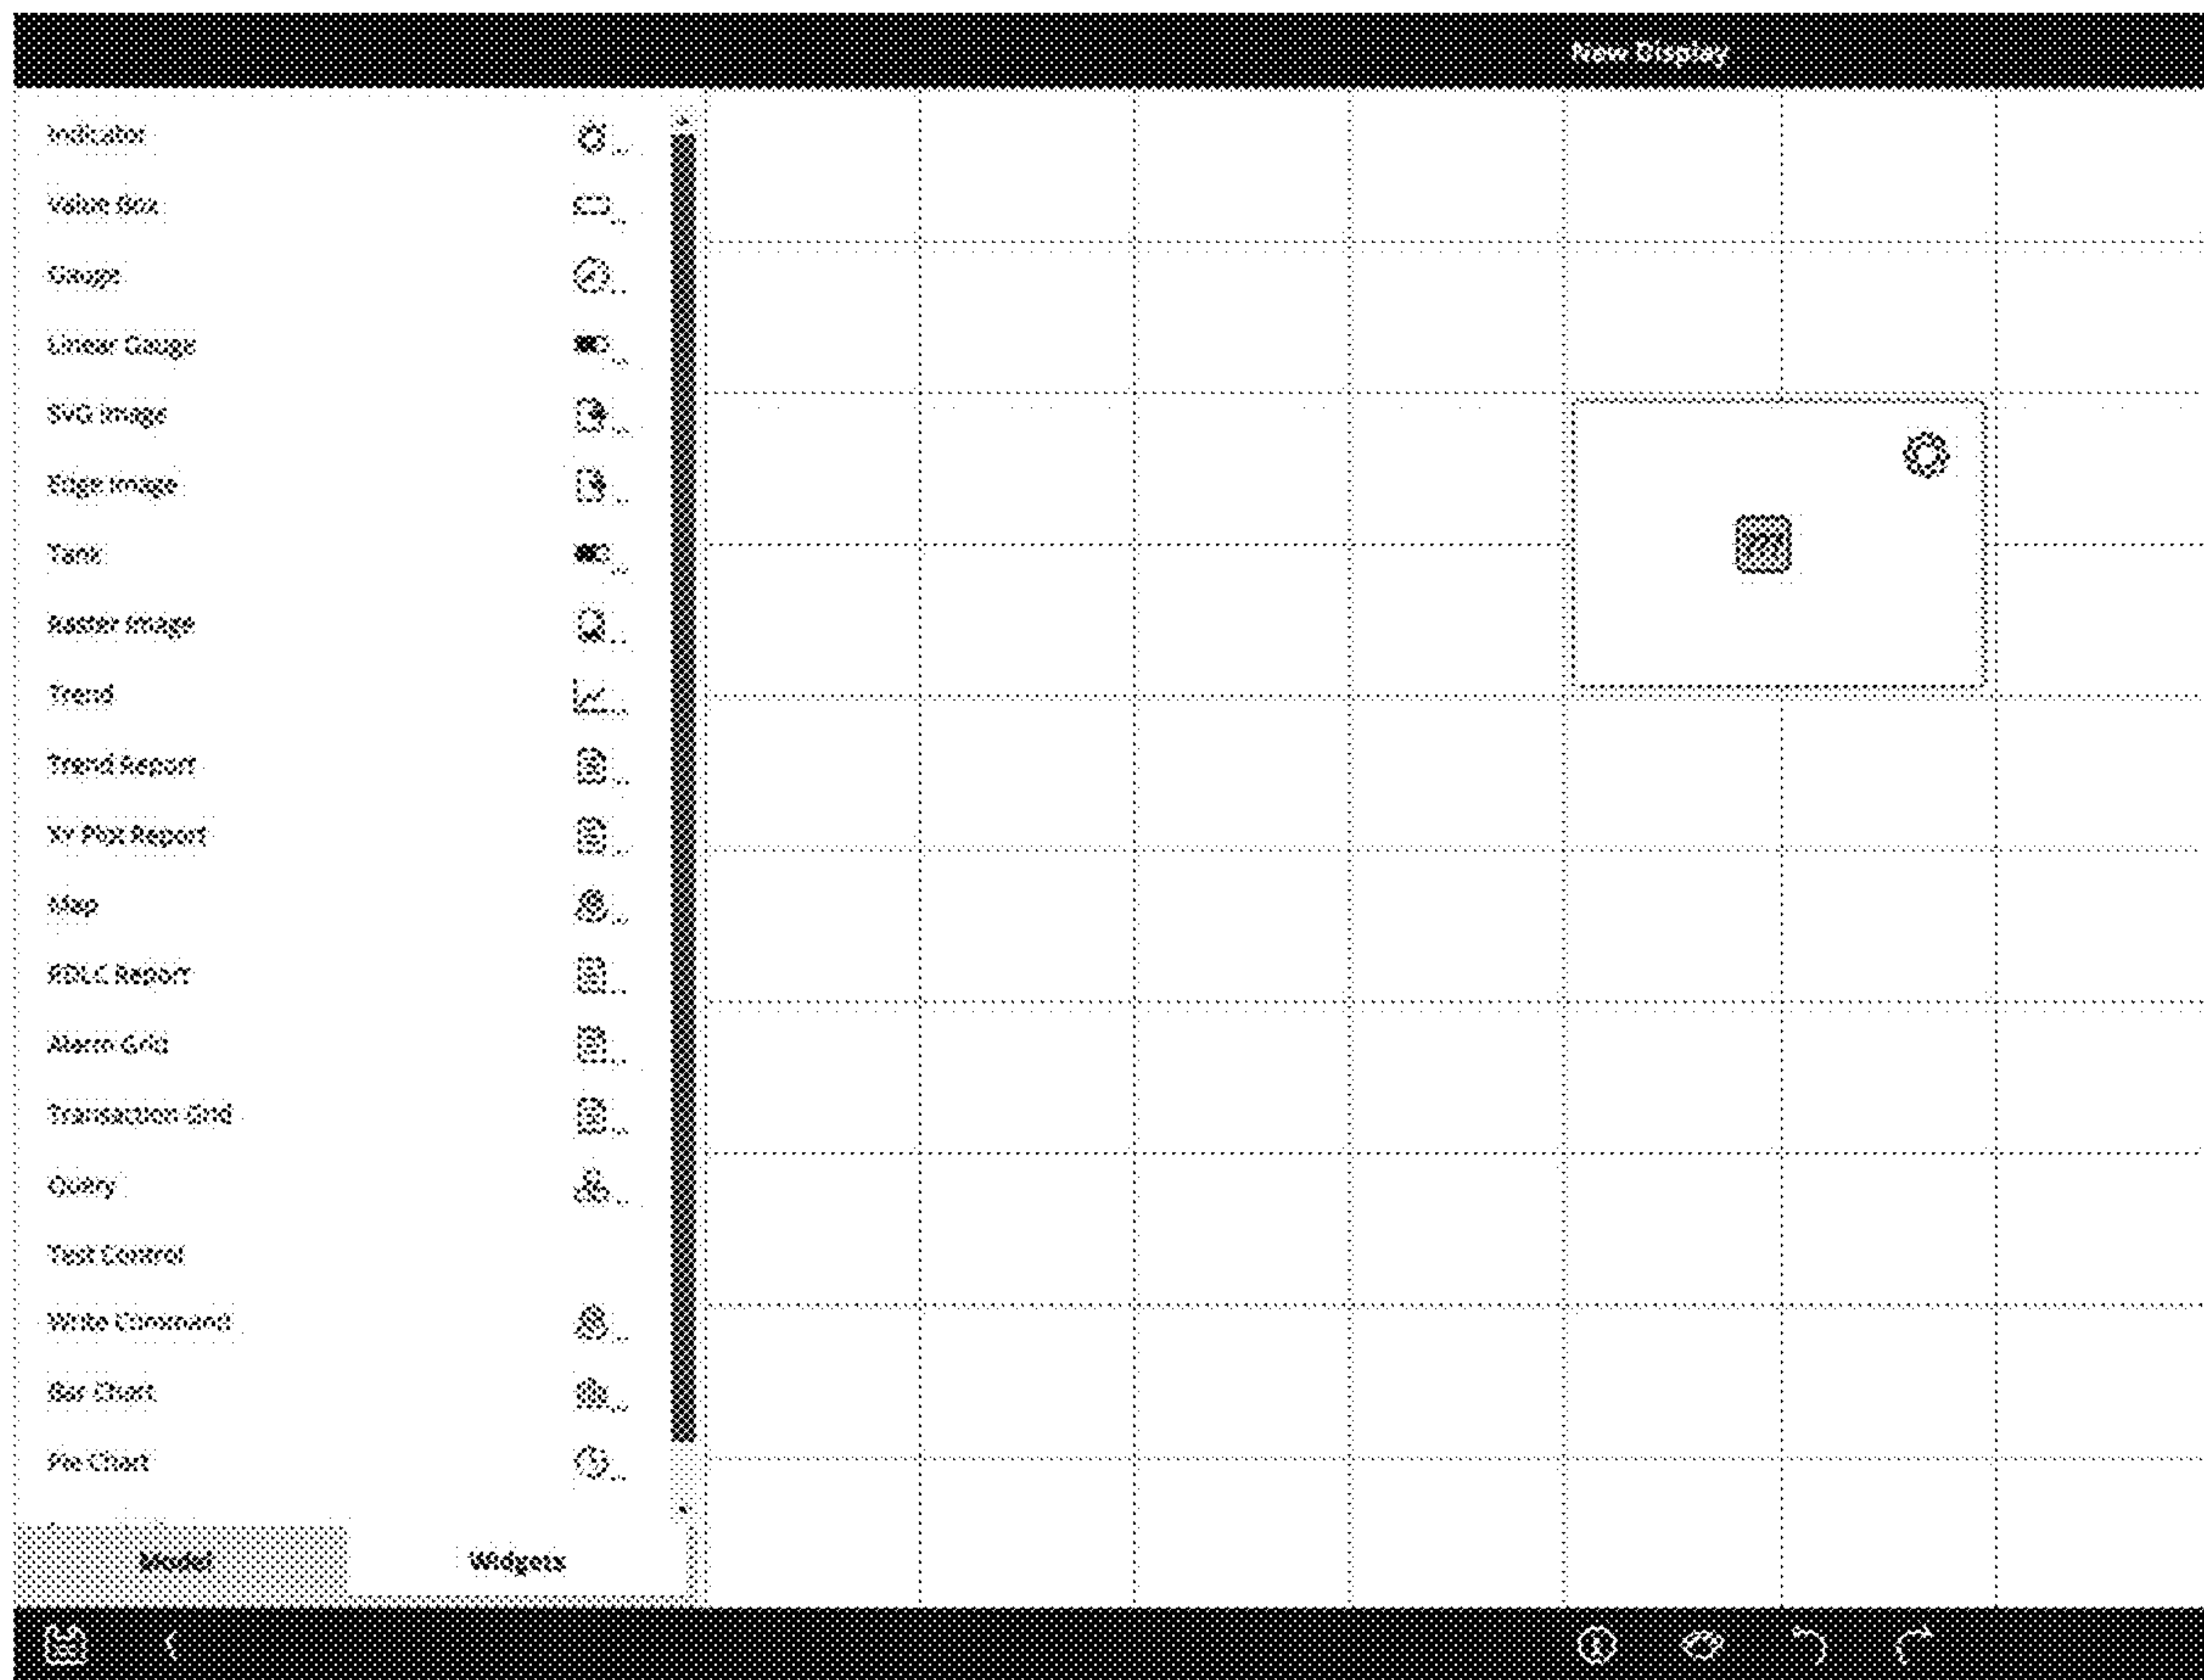 New Display
Indicator
Value Box
Gauge
Linear Gauge
SVG Image
Edge Image
Tank
Raster Image
Trend
Trend Report
XY Plot Report
Map
RDLC Report
Alarm Grid
Transaction Grid
Query
Text Control
Write Command
Bar Chart
Pie Chart
Model
Widgets